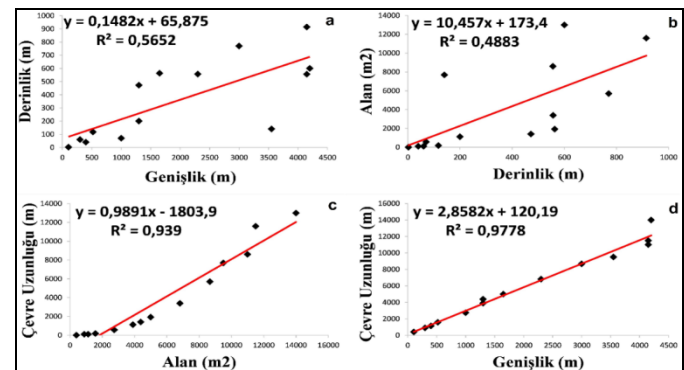 y = 0,1482x + 65,875
R² = 0,5652
a
Derinlik (m)
1000
900
800
700
600
500
400
300
200
100
0
0 500 1000 1500 2000 2500 3000 3500 4000 4500
Genişlik (m)
y = 10,457x + 173,4
R² = 0,4883
b
Alan (m2)
14000
12000
10000
8000
6000
4000
2000
0
0 200 400 600 800 1000
Derinlik (m)
y = 0,9891x - 1803,9
R² = 0,939
c
Çevre Uzunluğu (m)
14000
12000
10000
8000
6000
4000
2000
0
0 2000 4000 6000 8000 10000 12000 14000 16000
Alan (m2)
y = 2,8582x + 120,19
R² = 0,9778
d
Çevre Uzunluğu (m)
16000
14000
12000
10000
8000
6000
4000
2000
0
0 500 1000 1500 2000 2500 3000 3500 4000 4500
Genişlik (m)